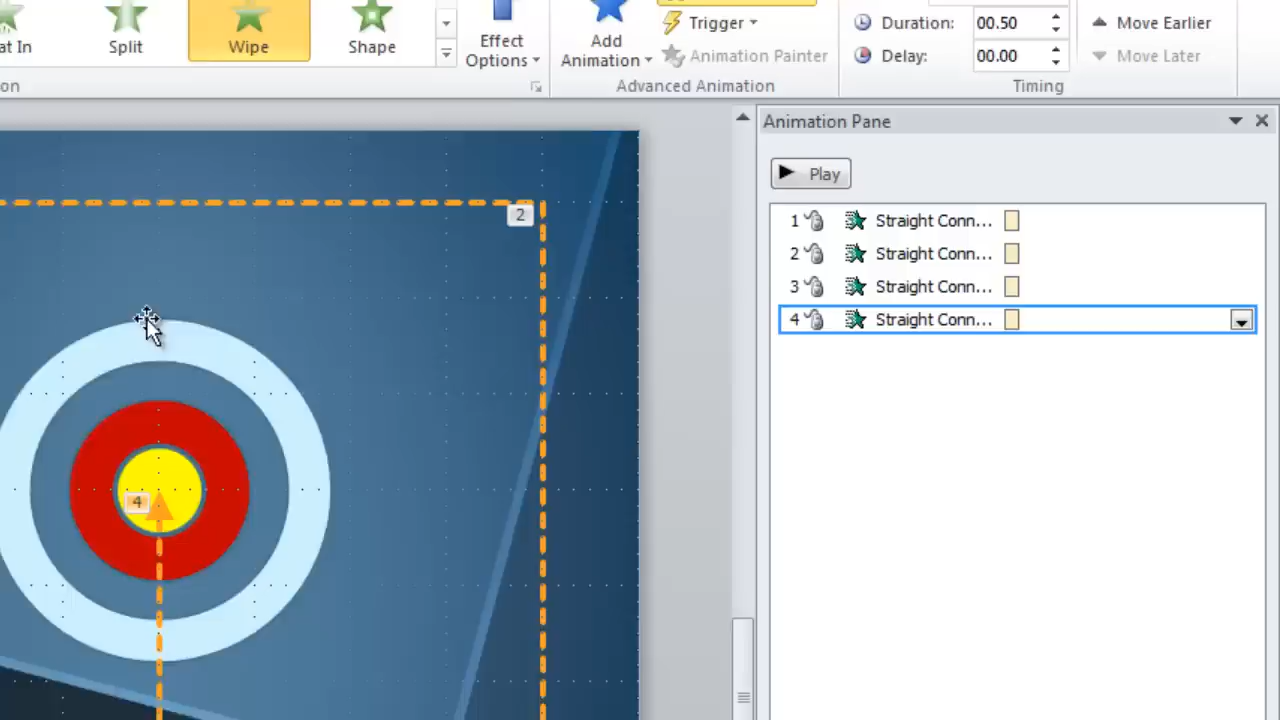 at In
Split
Wipe
Shape
Effect
Options
Add
Animation
Trigger
Animation Painter
Duration: 00.50
Delay: 00.00
Move Earlier
Move Later
on
Advanced Animation
Timing
Animation Pane
Play
1 Straight Conn...
2 Straight Conn...
3 Straight Conn...
4 Straight Conn...
2
4